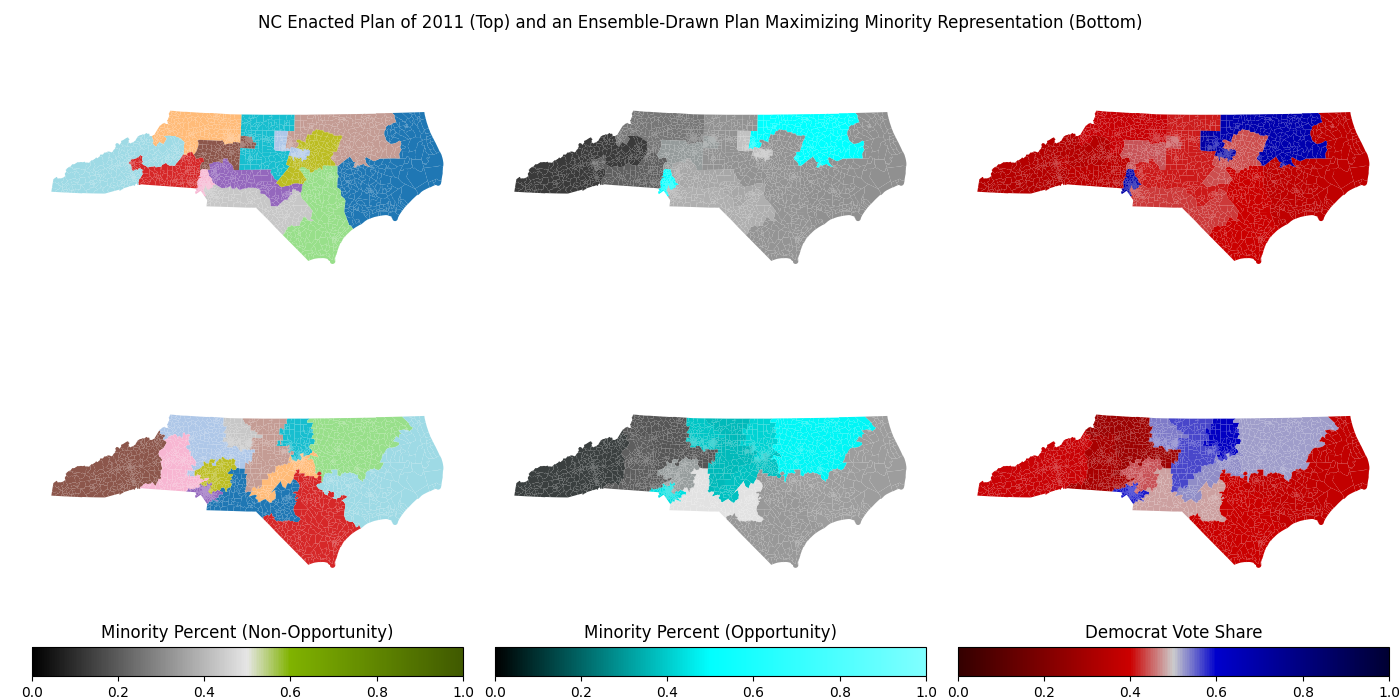 NC Enacted Plan of 2011 (Top) and an Ensemble-Drawn Plan Maximizing Minority Representation (Bottom)
Minority Percent (Non-Opportunity) Minority Percent (Opportunity) Democrat Vote Share
0.0 0.2 0.4 0.6 0.8 1.0 0.0 0.2 0.4 0.6 0.8 1.0 0.0 0.2 0.4 0.6 0.8 1.0